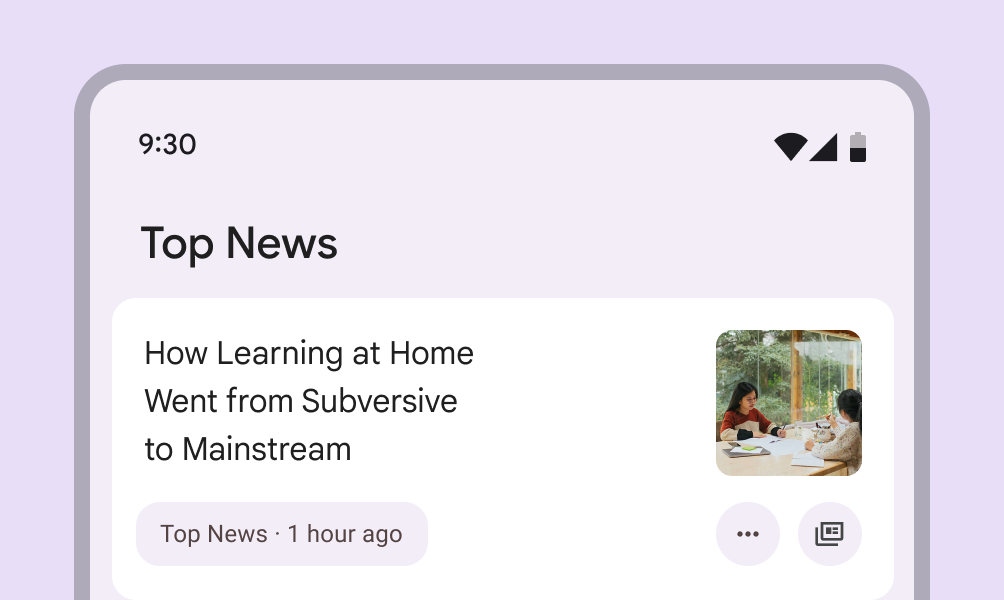 9:30
Top News
How Learning at Home
Went from Subversive
to Mainstream
Top News · 1 hour ago